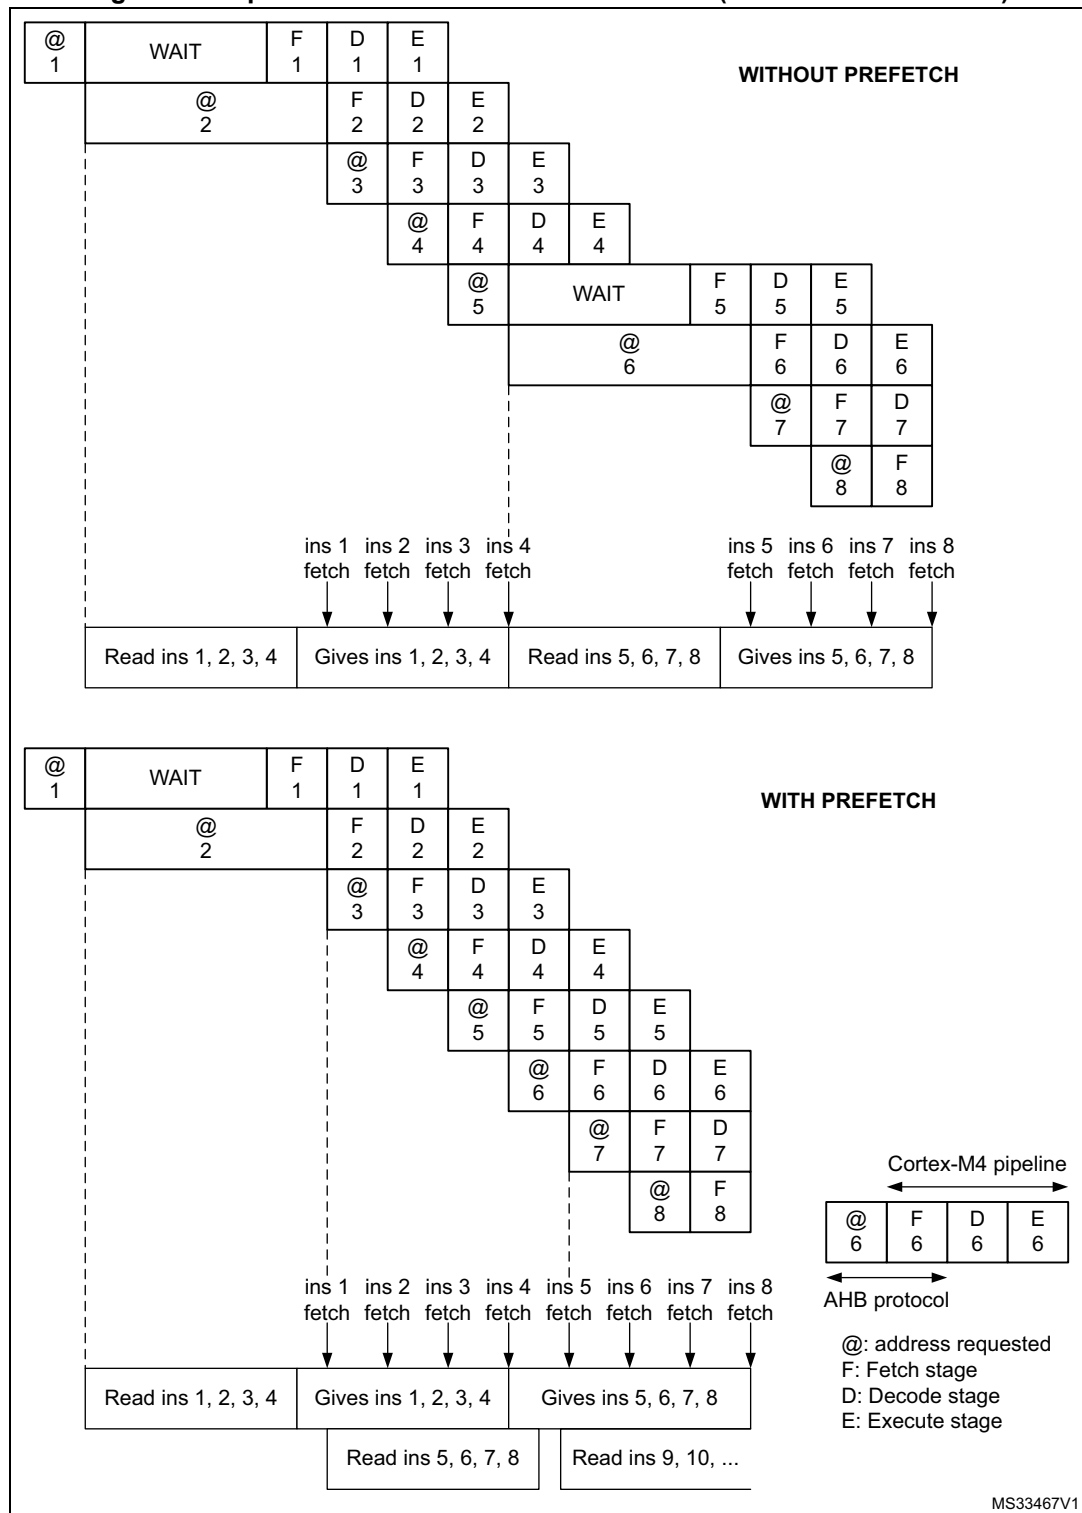 @ WAIT F D E
1 1 1 1
WITHOUT PREFETCH
@ F D E
2 2 2 2
@ F D E
3 3 3 3
@ F D E
4 4 4 4
@ WAIT F D E
5 5 5 5
@ F D E
6 6 6 6
@ F D
7 7 7
@ F
8 8
ins 1 ins 2 ins 3 ins 4 ins 5 ins 6 ins 7 ins 8
fetch fetch fetch fetch fetch fetch fetch fetch
Read ins 1, 2, 3, 4 Gives ins 1, 2, 3, 4 Read ins 5, 6, 7, 8 Gives ins 5, 6, 7, 8
@ WAIT F D E
1 1 1 1
WITH PREFETCH
@ F D E
2 2 2 2
@ F D E
3 3 3 3
@ F D E
4 4 4 4
@ F D E
5 5 5 5
@ F D E
6 6 6 6
@ F D
7 7 7
@ F
8 8
Cortex-M4 pipeline
@ F D E
6 6 6 6
AHB protocol
@: address requested
F: Fetch stage
D: Decode stage
E: Execute stage
ins 1 ins 2 ins 3 ins 4 ins 5 ins 6 ins 7 ins 8
fetch fetch fetch fetch fetch fetch fetch fetch
Read ins 1, 2, 3, 4 Gives ins 1, 2, 3, 4 Gives ins 5, 6, 7, 8
Read ins 5, 6, 7, 8 Read ins 9, 10, ...
MS33467V1